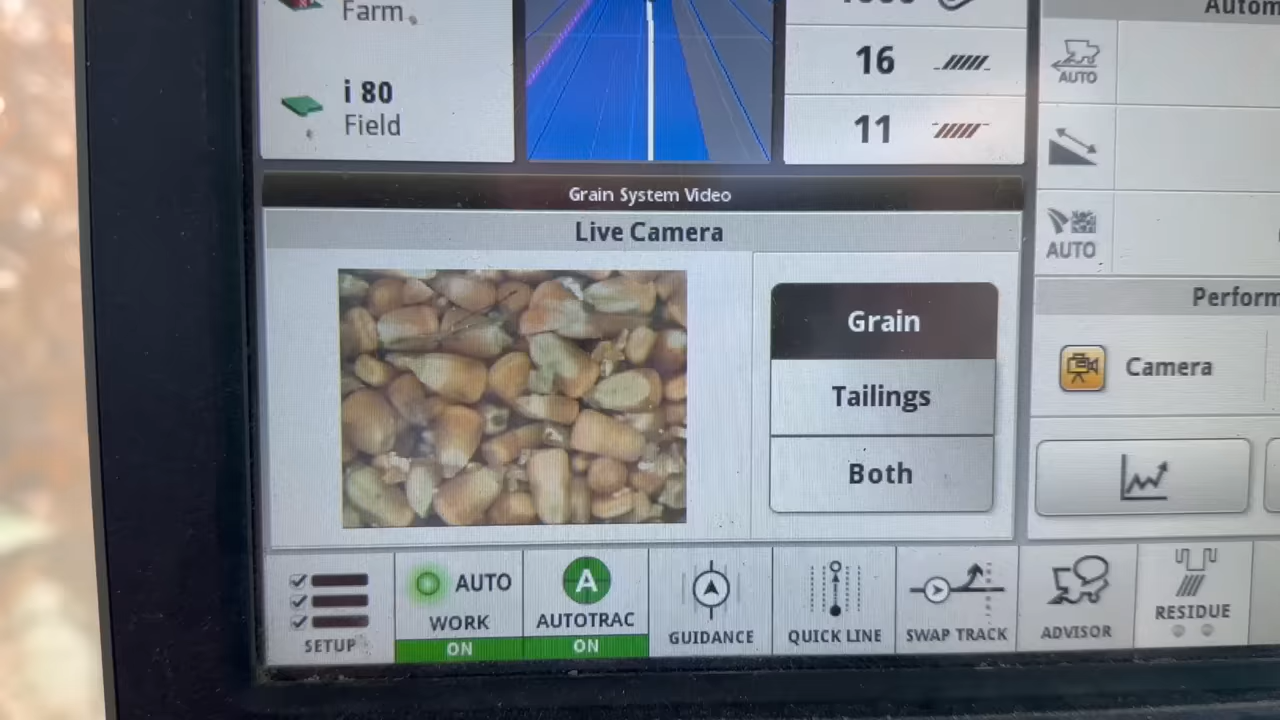 Farm
i 80
Field
16
11
Autom
AUTO
AUTO
Grain System Video
Live Camera
Grain
Tailings
Both
Perform
Camera
SETUP
AUTO
WORK
ON
A
AUTOTRAC
ON
GUIDANCE
QUICK LINE
SWAP TRACK
ADVISOR
RESIDUE